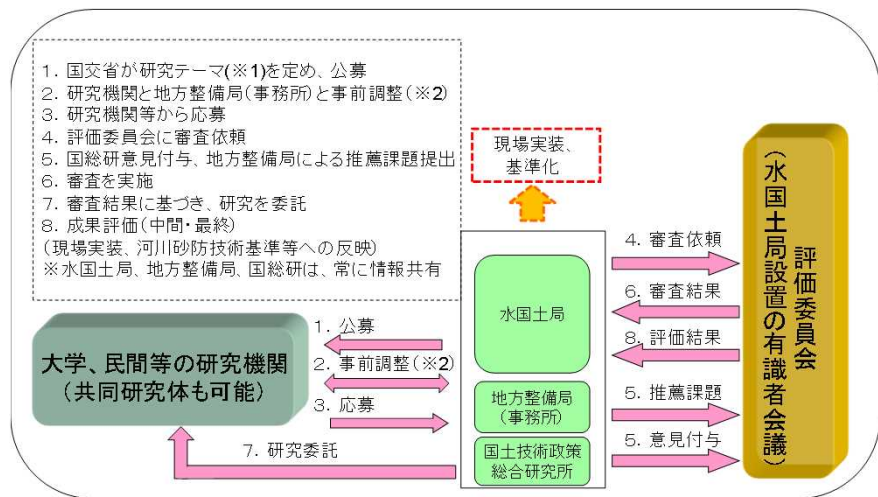 1. 国交省が研究テーマ(※1)を定め、公募
2. 研究機関と地方整備局(事務所)と事前調整(※2)
3. 研究機関等から応募
4. 評価委員会に審査依頼
5. 国総研意見付与、地方整備局による推薦課題提出
6. 審査を実施
7. 審査結果に基づき、研究を委託
8. 成果評価(中間・最終)
(現場実装、河川砂防技術基準等への反映)
※水国土局、地方整備局、国総研は、常に情報共有
現場実装、
基準化
大学、民間等の研究機関
(共同研究体も可能)
1. 公募
2. 事前調整(※2)
3. 応募
7. 研究委託
水国土局
地方整備局
(事務所)
国土技術政策
総合研究所
4. 審査依頼
6. 審査結果
8. 評価結果
5. 推薦課題
5. 意見付与
評価委員会
(水国土局設置の有識者会議)